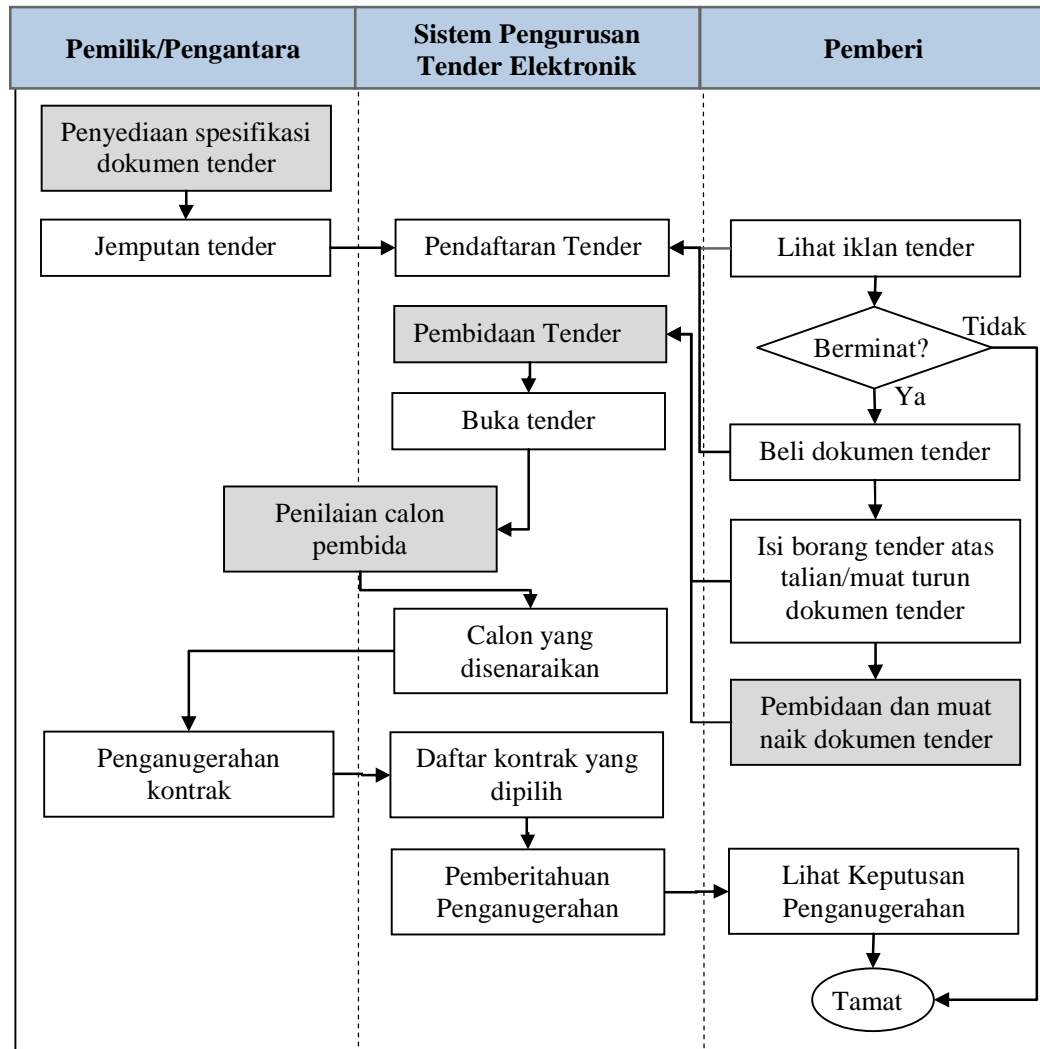 Pemilik/Pengantara
Sistem Pengurusan
Tender Elektronik
Pemberi
Penyediaan spesifikasi
dokumen tender
Jemputan tender
Pendaftaran Tender
Lihat iklan tender
Pembidaan Tender
Tidak
Berminat?
Ya
Buka tender
Beli dokumen tender
Penilaian calon
pembida
Isi borang tender atas
talian/muat turun
dokumen tender
Calon yang
disenaraikan
Pembidaan dan muat
naik dokumen tender
Penganugerahan
kontrak
Daftar kontrak yang
dipilih
Pemberitahuan
Penganugerahan
Lihat Keputusan
Penganugerahan
Tamat